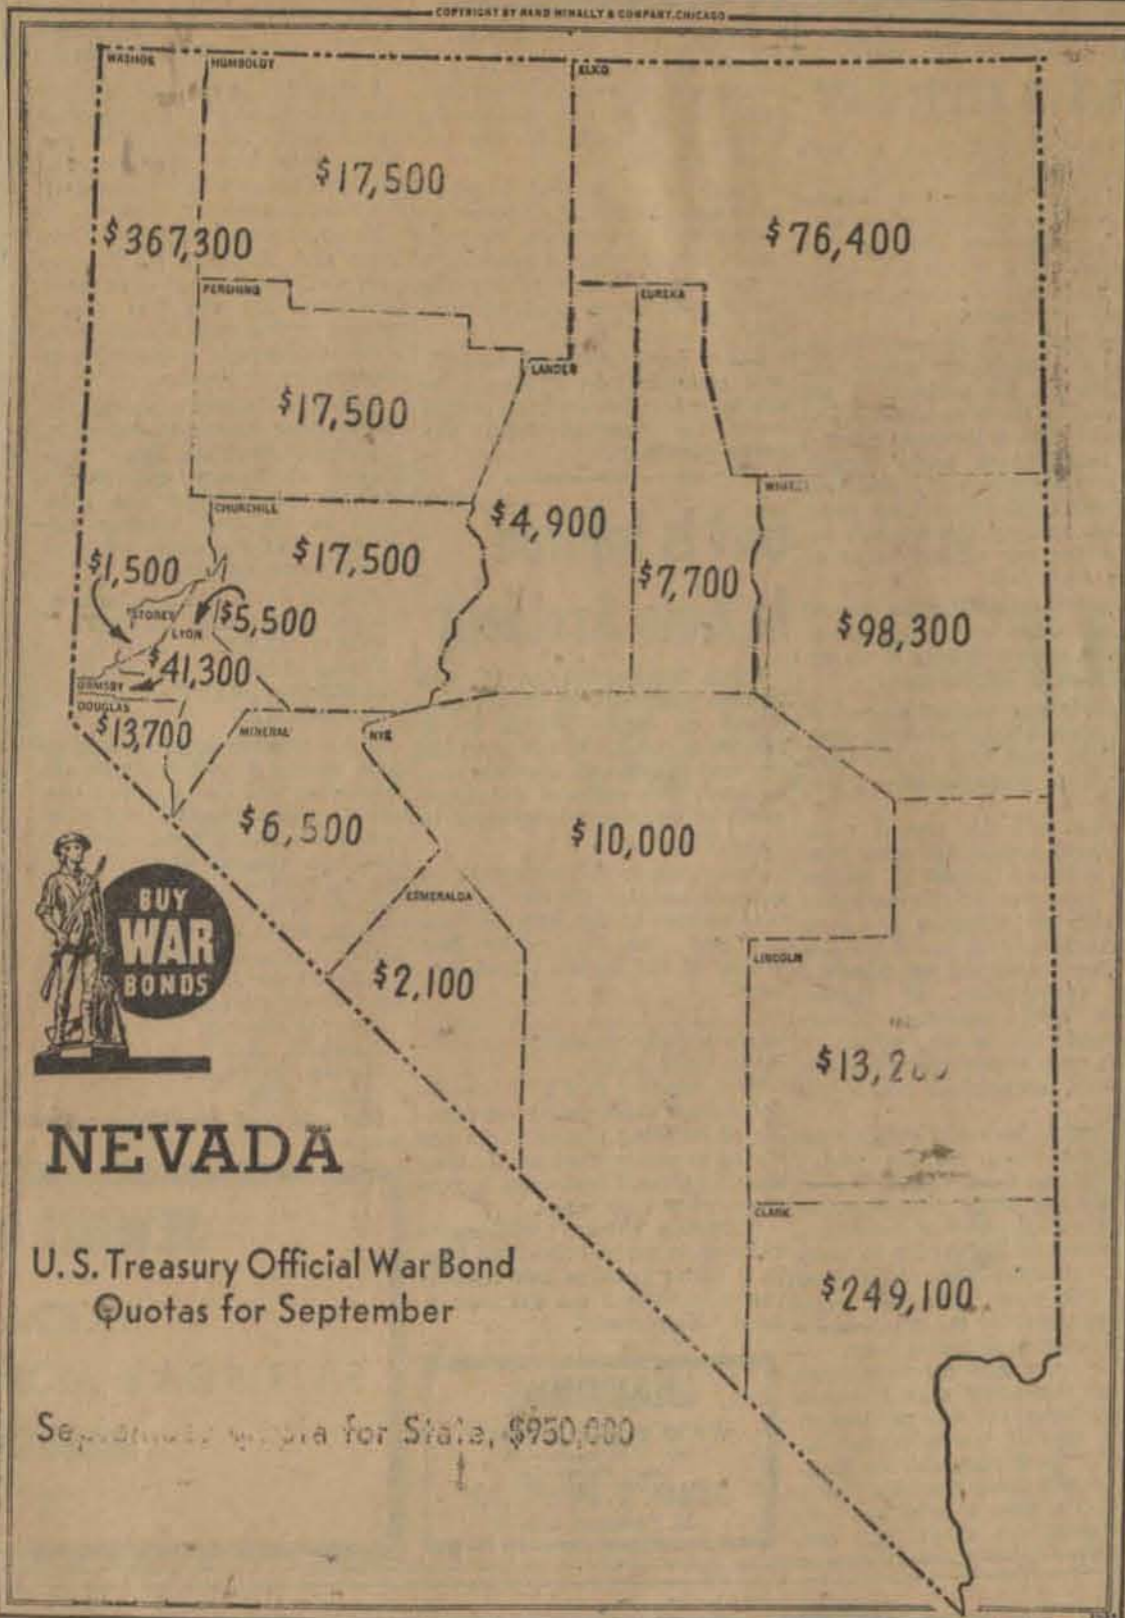 COPYRIGHT BY RAND MCNALLY & COMPANY, CHICAGO
WASHOE
HUMBOLDT
ELKO
$17,500
$367,300
$76,400
PERSHING
EUREKA
LANDER
$17,500
WHITE
CHURCHILL
$4,900
$17,500
$1,500
$7,700
STOREY
$5,500
LYON
$98,300
$41,300
ORMSBY
DOUGLAS
$13,700
MINERAL
NYE
$6,500
$10,000
ESMERALDA
BUY
WAR
BONDS
LINCOLN
$2,100
NEVADA
CLARK
U.S. Treasury Official War Bond
Quotas for September
$249,100
for State, $950,000